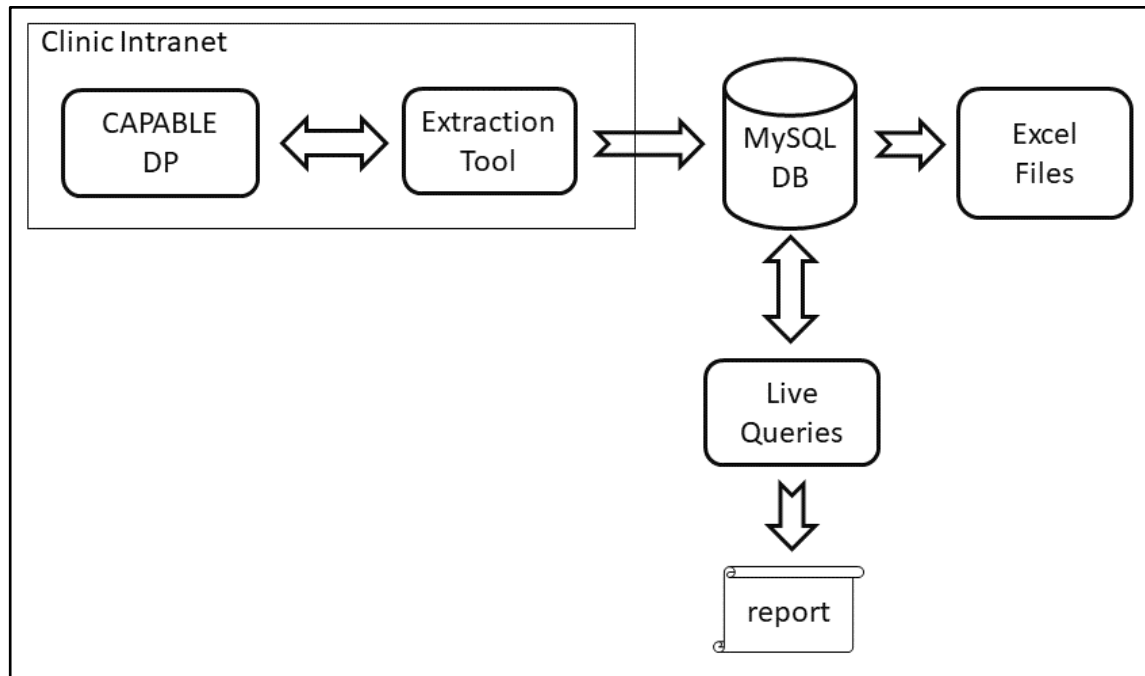 Clinic Intranet
CAPABLE
DP
Extraction
Tool
MySQL
DB
Excel
Files
Live
Queries
report